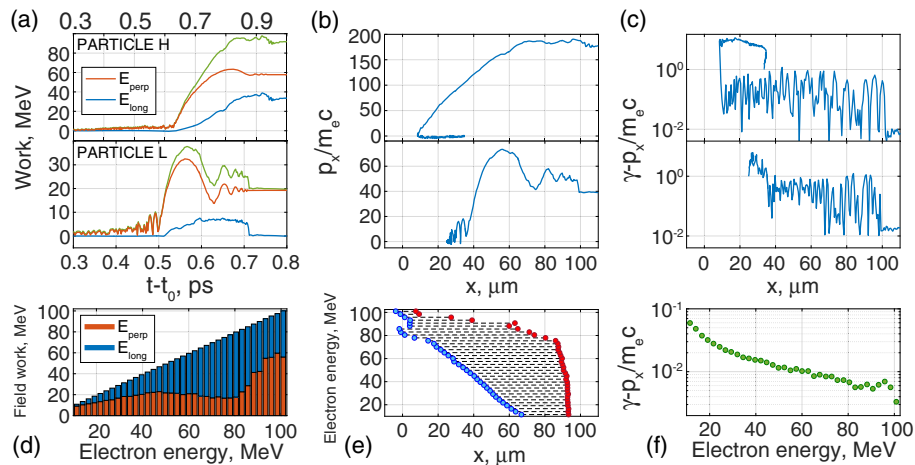 (a)
0.3 0.5 0.7 0.9
PARTICLE H
E_perp
E_long
100
80
60
40
20
0
Work, MeV
PARTICLE L
30
20
10
0
0.3 0.4 0.5 0.6 0.7 0.8
t-t_0, ps
(b)
200
150
100
50
0
p_x/m_e c
80
60
40
20
0
0 20 40 60 80 100
x, μm
(c)
10^0
10^-2
γ-p_x/m_e c
10^0
10^-2
0 20 40 60 80 100
x, μm
(d)
Field work, MeV
100
80
60
40
20
0
E_perp
E_long
20 40 60 80 100
Electron energy, MeV
(e)
Electron energy, MeV
100
80
60
40
20
0 20 40 60 80 100
x, μm
(f)
γ-p_x/m_e c
10^-1
10^-2
20 40 60 80 100
Electron energy, MeV